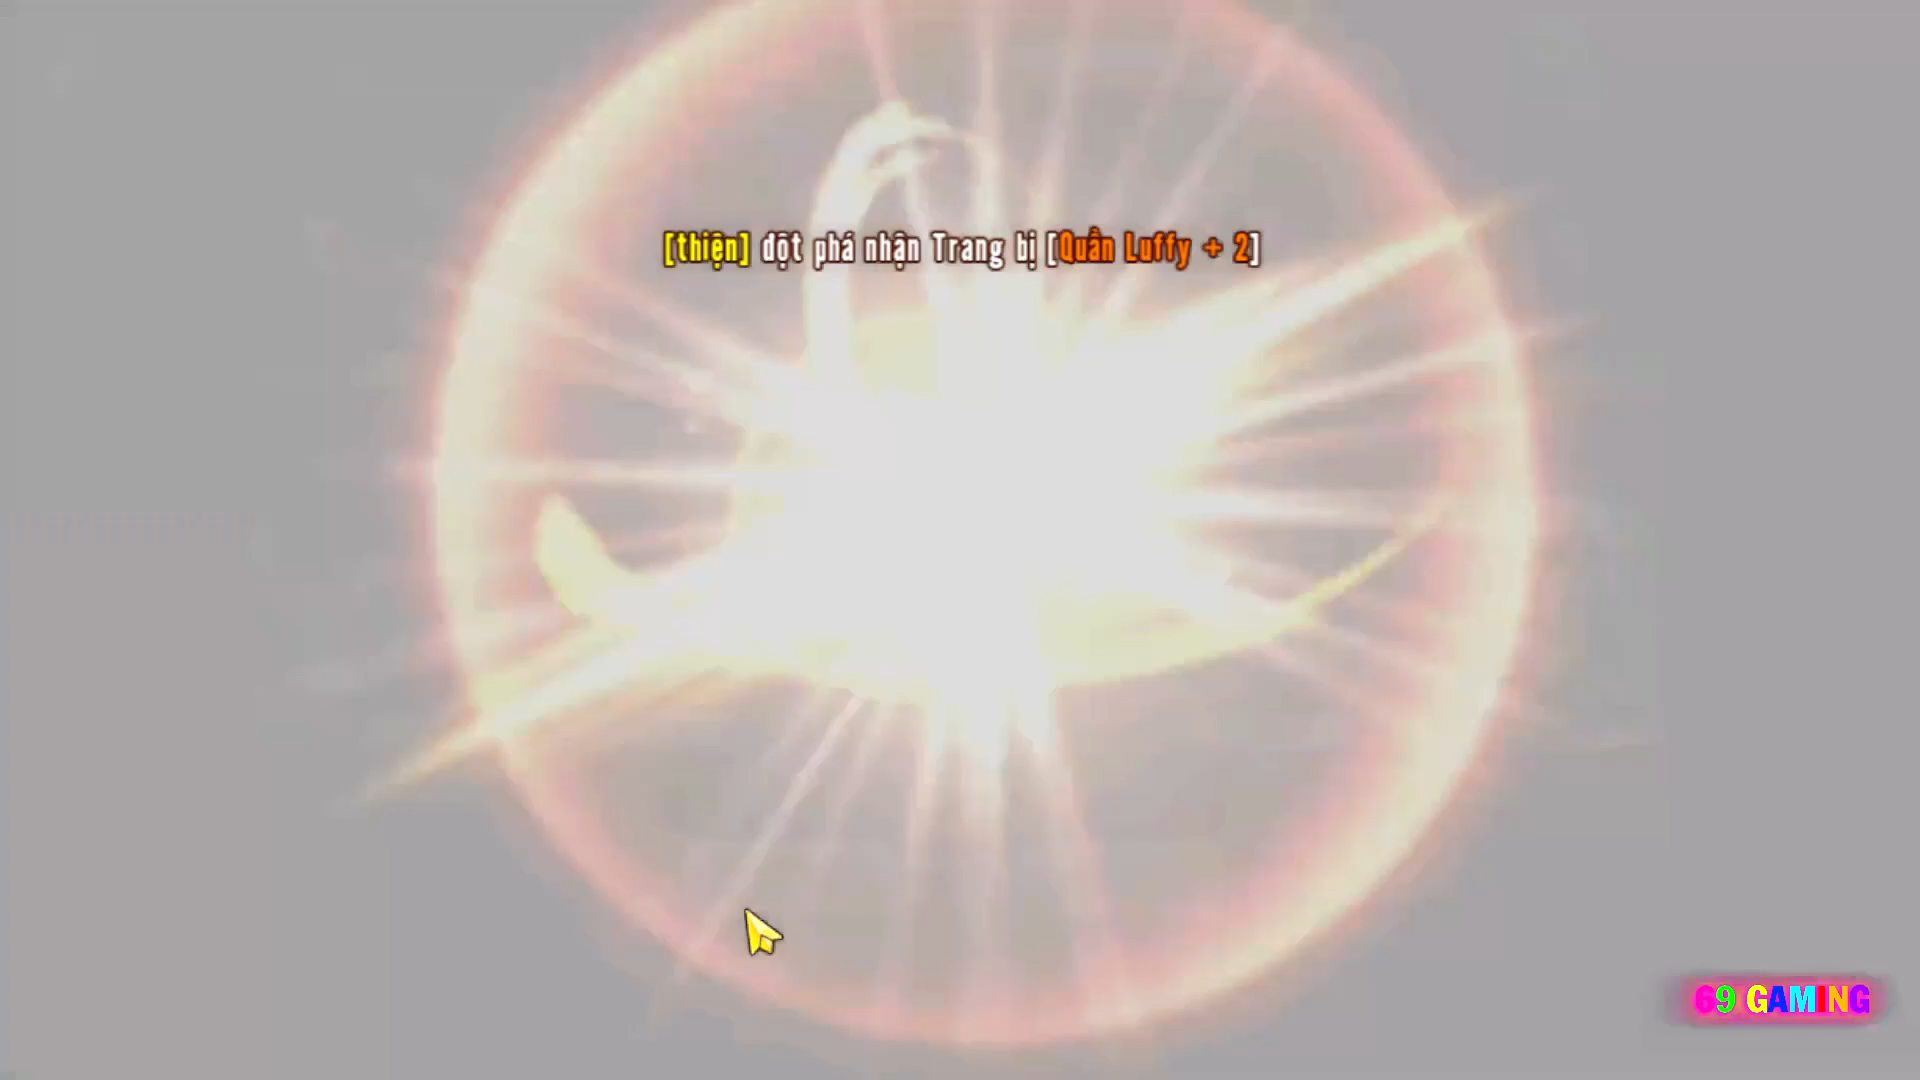 [thiện] đột phá nhận Trang bị [Quần Luffy + 2]
69 GAMING